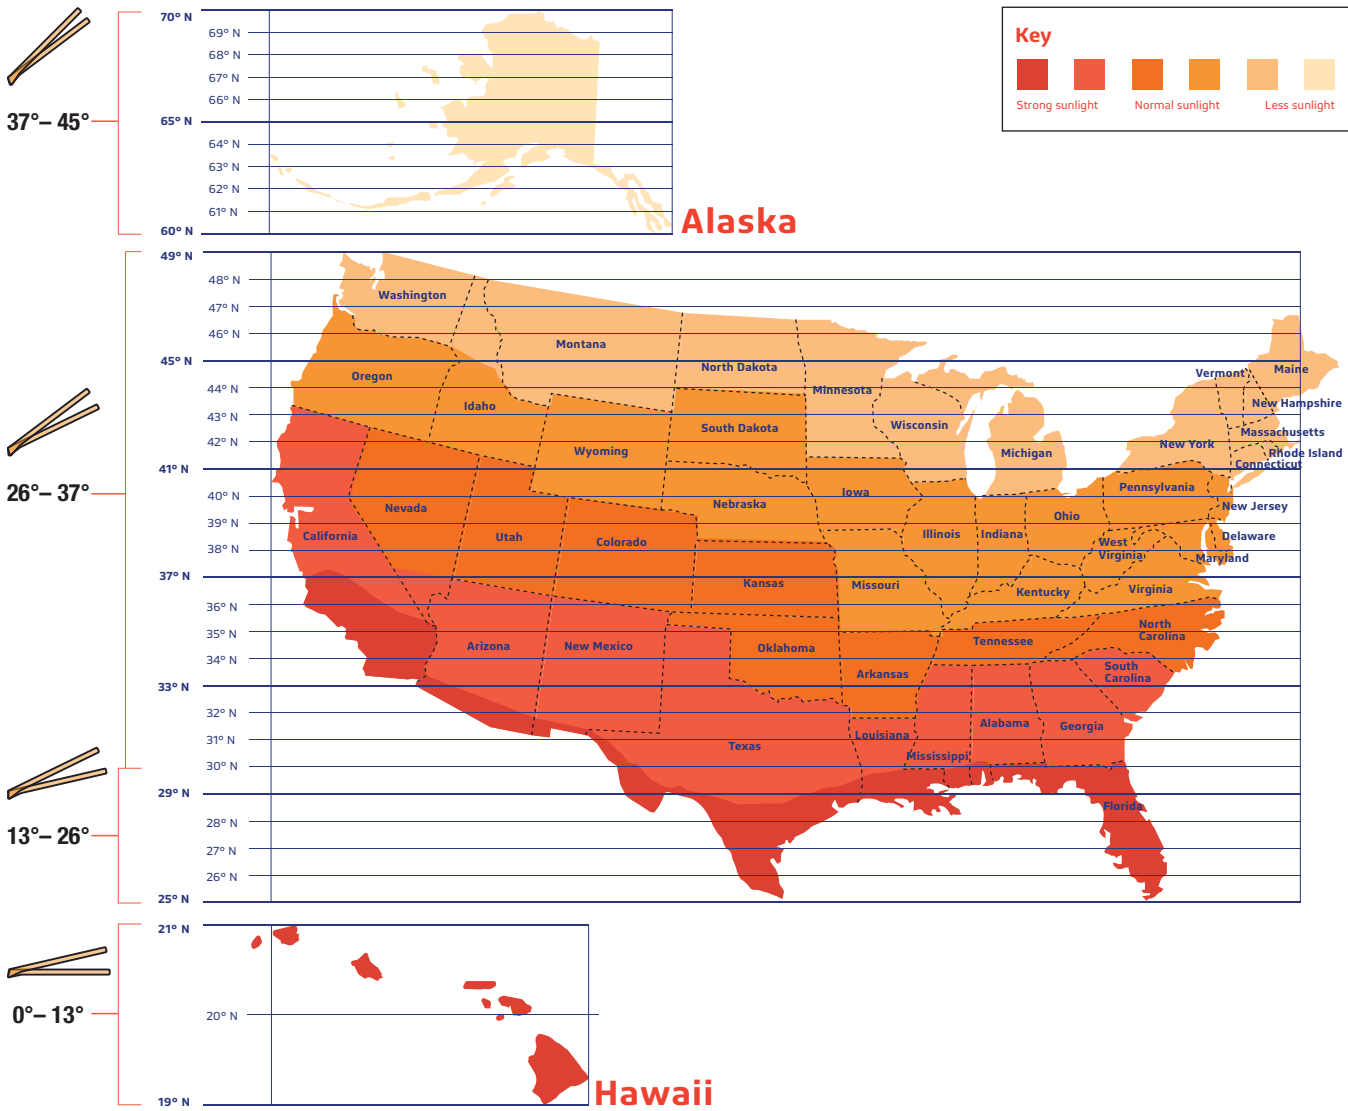 70° N
69° N
68° N
67° N
66° N
65° N
64° N
63° N
62° N
61° N
60° N
37°– 45°
Alaska
Key
Strong sunlight
Normal sunlight
Less sunlight
49° N
48° N
47° N
46° N
45° N
44° N
43° N
42° N
41° N
40° N
39° N
38° N
37° N
36° N
35° N
34° N
33° N
32° N
31° N
30° N
29° N
28° N
27° N
26° N
25° N
26°– 37°
13°– 26°
Washington
Montana
North Dakota
Minnesota
Oregon
Idaho
Wyoming
South Dakota
Wisconsin
Michigan
Vermont
Maine
New Hampshire
Massachusetts
New York
Rhode Island
Connecticut
Pennsylvania
New Jersey
Delaware
Maryland
Nebraska
Iowa
Illinois
Indiana
Ohio
West
Virginia
Virginia
California
Nevada
Utah
Colorado
Kansas
Missouri
Kentucky
North
Carolina
Tennessee
Arizona
New Mexico
Oklahoma
Arkansas
South
Carolina
Texas
Louisiana
Mississippi
Alabama
Georgia
Florida
21° N
20° N
19° N
0°– 13°
Hawaii